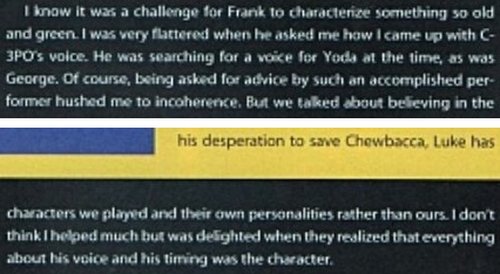 I know it was a challenge for Frank to characterize something so old
and green. I was very flattered when he asked me how I came up with C-
3PO's voice. He was searching for a voice for Yoda at the time, as was
George. Of course, being asked for advice by such an accomplished per-
former hushed me to incoherence. But we talked about believing in the
his desperation to save Chewbacca, Luke has
characters we played and their own personalities rather than ours. I don't
think I helped much but was delighted when they realized that everything
about his voice and his timing was the character.